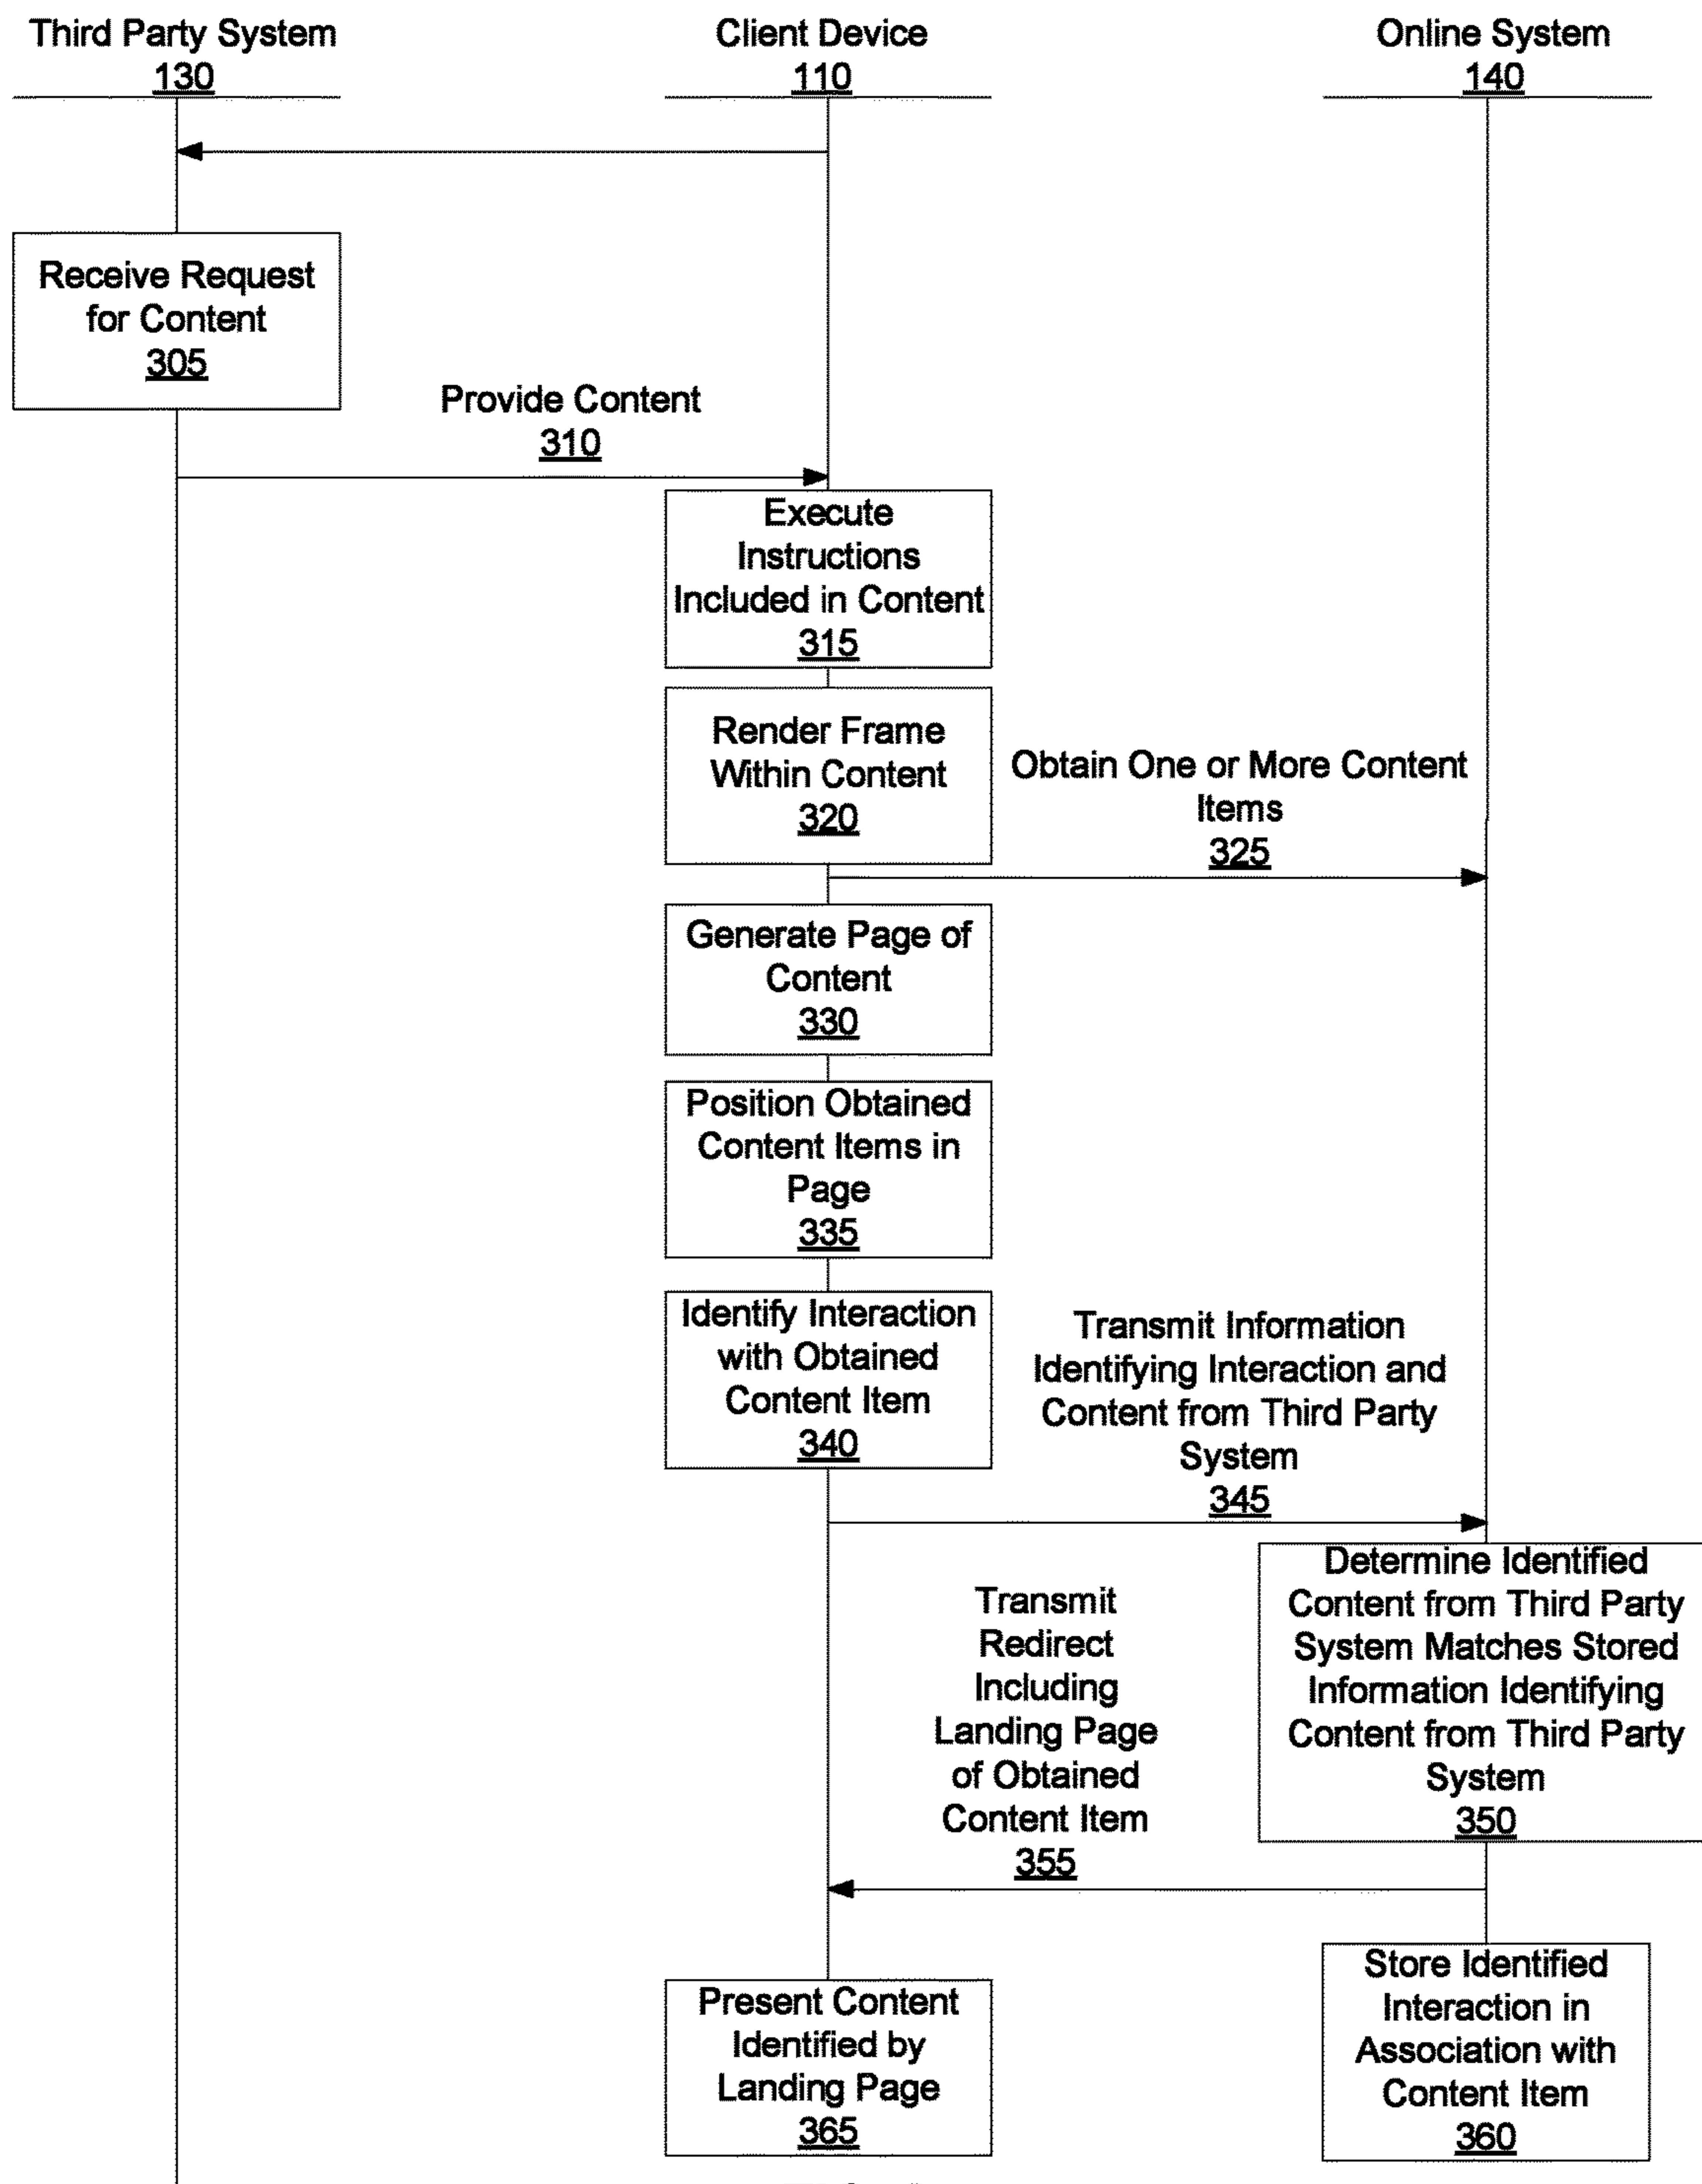 Third Party System
130
Client Device
110
Online System
140
Receive Request
for Content
305
Provide Content
310
Execute
Instructions
Included in Content
315
Render Frame
Within Content
320
Obtain One or More Content
Items
325
Generate Page of
Content
330
Position Obtained
Content Items in
Page
335
Identify Interaction
with Obtained
Content Item
340
Transmit Information
Identifying Interaction and
Content from Third Party
System
345
Determine Identified
Content from Third Party
System Matches Stored
Information Identifying
Content from Third Party
System
350
Transmit
Redirect
Including
Landing Page
of Obtained
Content Item
355
Store Identified
Interaction in
Association with
Content Item
360
Present Content
Identified by
Landing Page
365